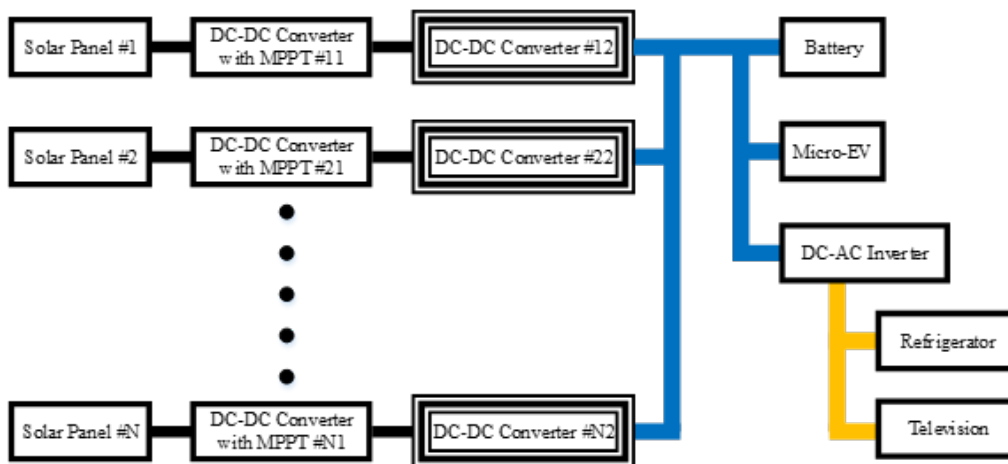 Solar Panel #1
DC-DC Converter
with MPPT #11
DC-DC Converter #12
Battery
Solar Panel #2
DC-DC Converter
with MPPT #21
DC-DC Converter #22
Micro-EV
DC-AC Inverter
Refrigerator
Solar Panel #N
DC-DC Converter
with MPPT #N1
DC-DC Converter #N2
Television